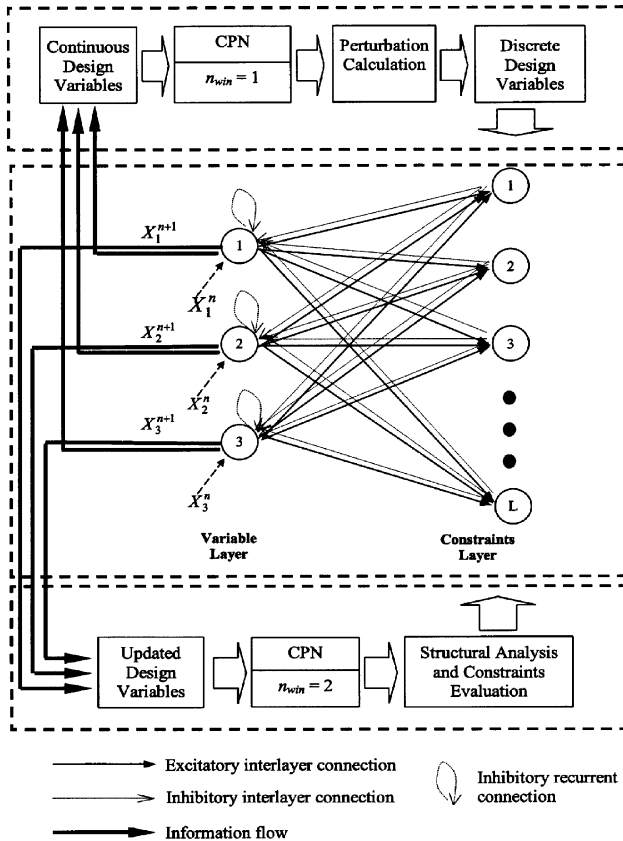 Continuous
Design
Variables
CPN
n_win = 1
Perturbation
Calculation
Discrete
Design
Variables
1
X_1^{n+1}
1
X_1^n
2
X_2^{n+1}
2
3
X_2^n
X_3^{n+1}
3
X_3^n
L
Variable
Layer
Constraints
Layer
Updated
Design
Variables
CPN
n_win = 2
Structural Analysis
and Constraints
Evaluation
Excitatory interlayer connection
Inhibitory interlayer connection
Information flow
Inhibitory recurrent
connection